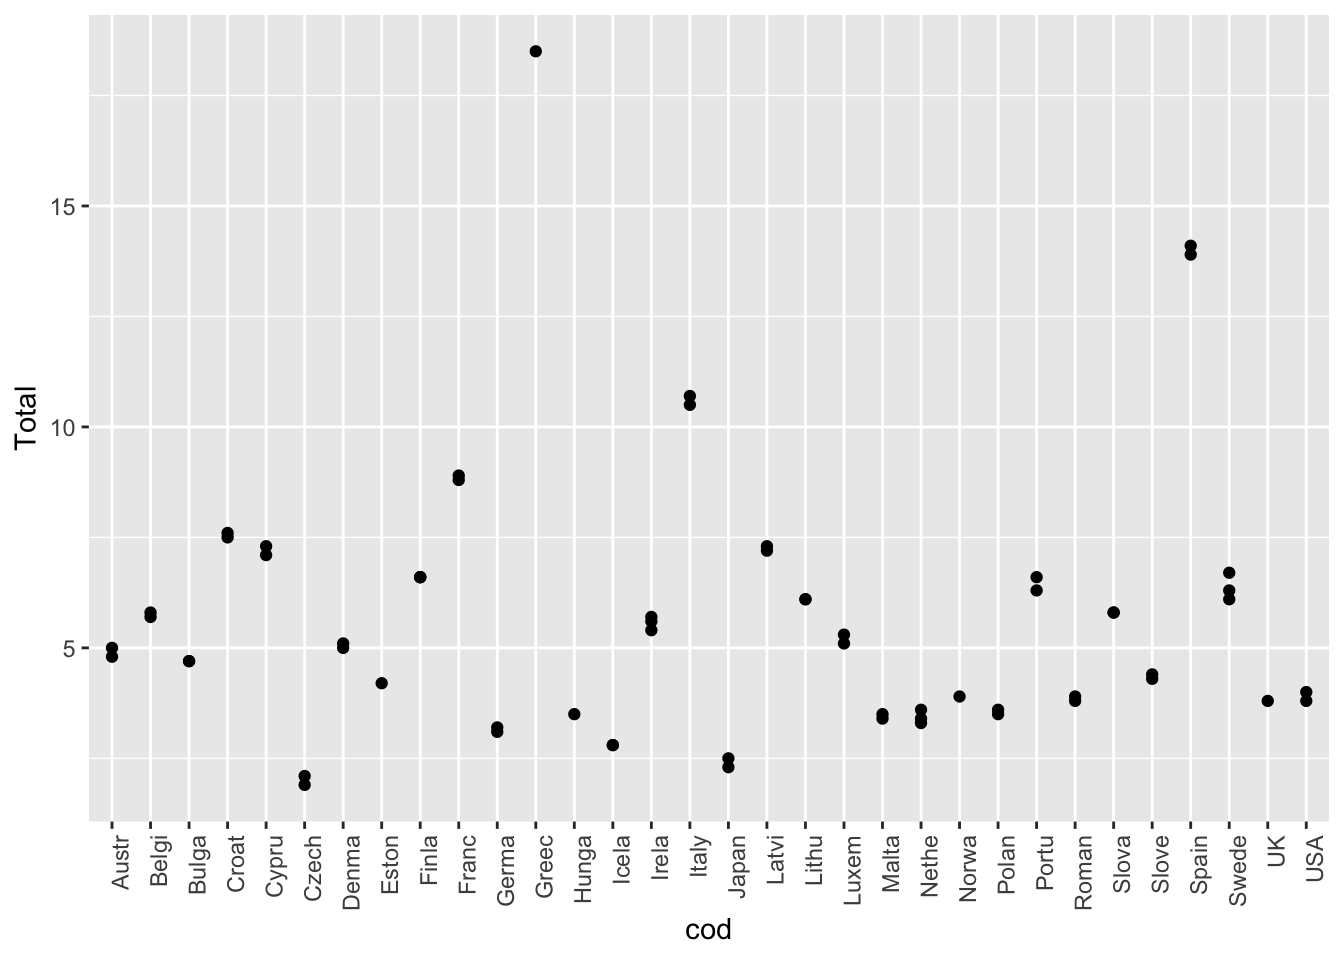 Total
15
10
5
Austr
Belgi
Bulga
Croat
Cypru
Czech
Denma
Eston
Finla
Franc
Germa
Greec
Hunga
Icela
Irela
Italy
Japan
Latvi
Lithu
Luxem
Malta
Nethe
Norwa
Polan
Portu
Roman
Slova
Slove
Spain
Swede
UK
USA
cod